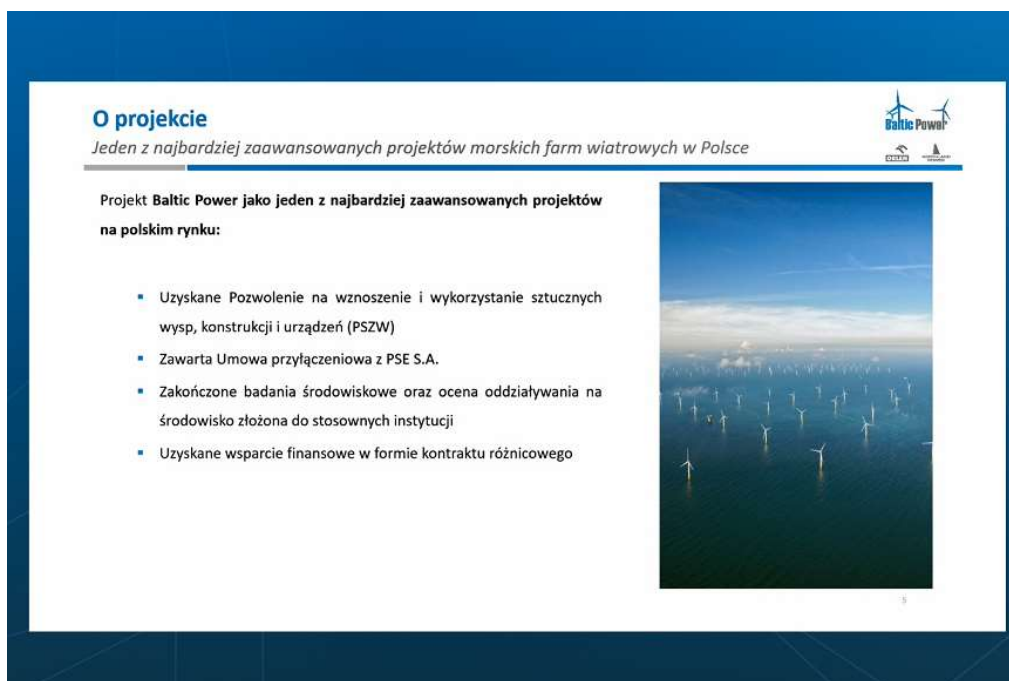 O projekcie
Jeden z najbardziej zaawansowanych projektów morskich farm wiatrowych w Polsce
Baltic Power
ORLEN
Projekt Baltic Power jako jeden z najbardziej zaawansowanych projektów
na polskim rynku:
▪ Uzyskane Pozwolenie na wznoszenie i wykorzystanie sztucznych
wysp, konstrukcji i urządzeń (PSZW)
▪ Zawarta Umowa przyłączeniowa z PSE S.A.
▪ Zakończone badania środowiskowe oraz ocena oddziaływania na
środowisko złożona do stosownych instytucji
▪ Uzyskane wsparcie finansowe w formie kontraktu różnicowego
5